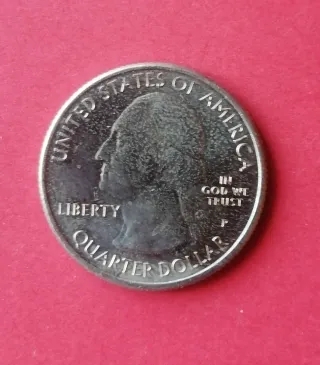 UNITED STATES OF AMERICA
LIBERTY
IN
GOD WE
TRUST
P
QUARTER DOLLAR